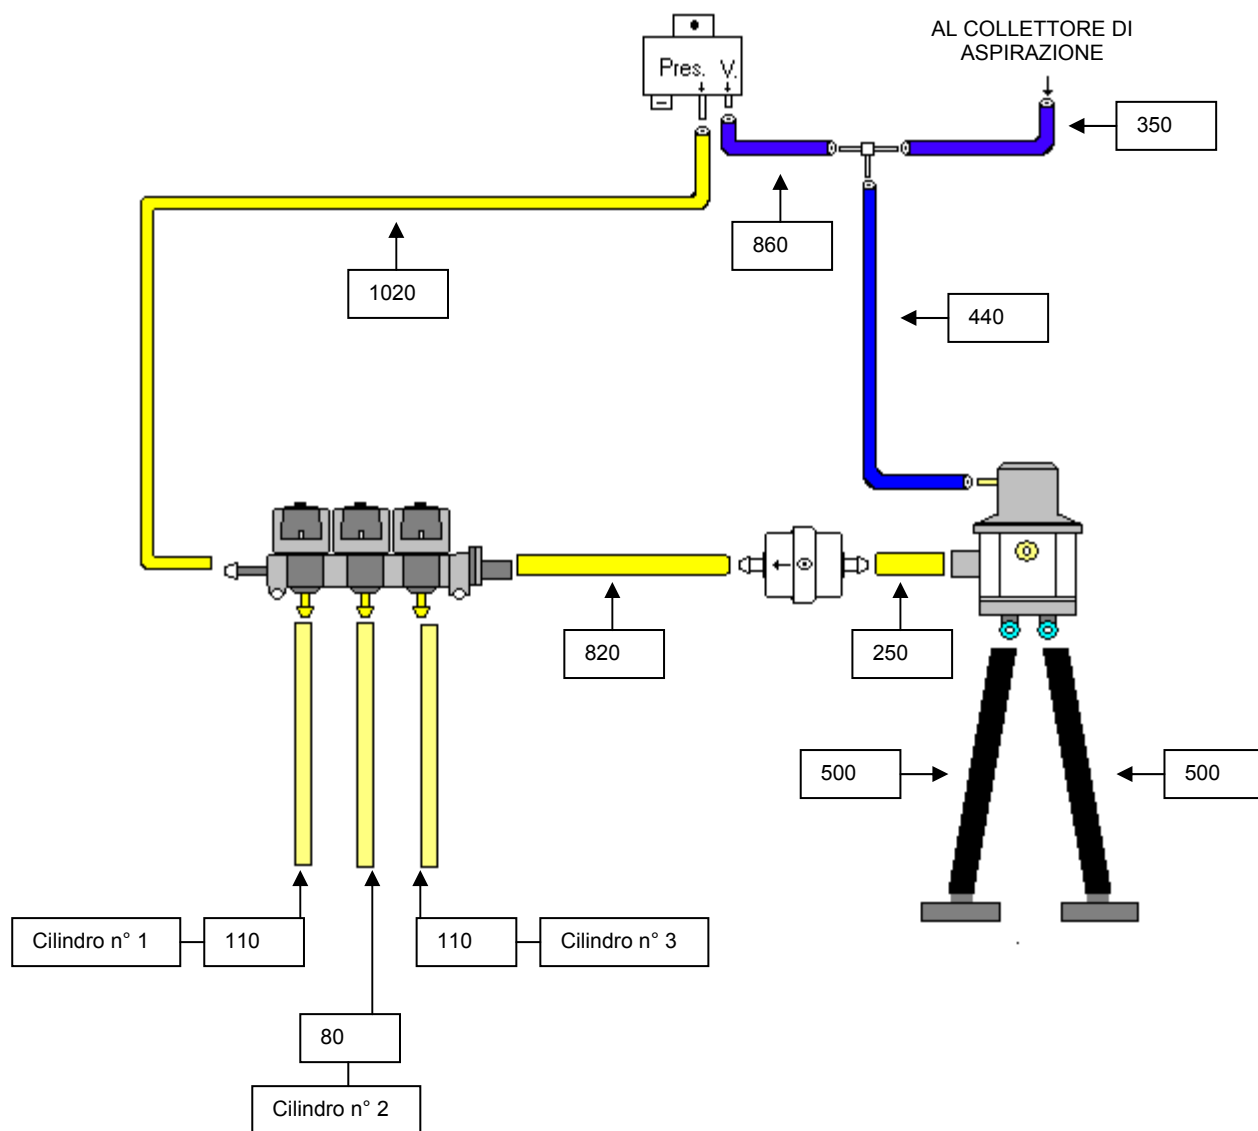 AL COLLETTORE DI
ASPIRAZIONE
Pres. V.
350
860
1020
440
820
250
500
500
Cilindro n° 1
110
110
Cilindro n° 3
80
Cilindro n° 2